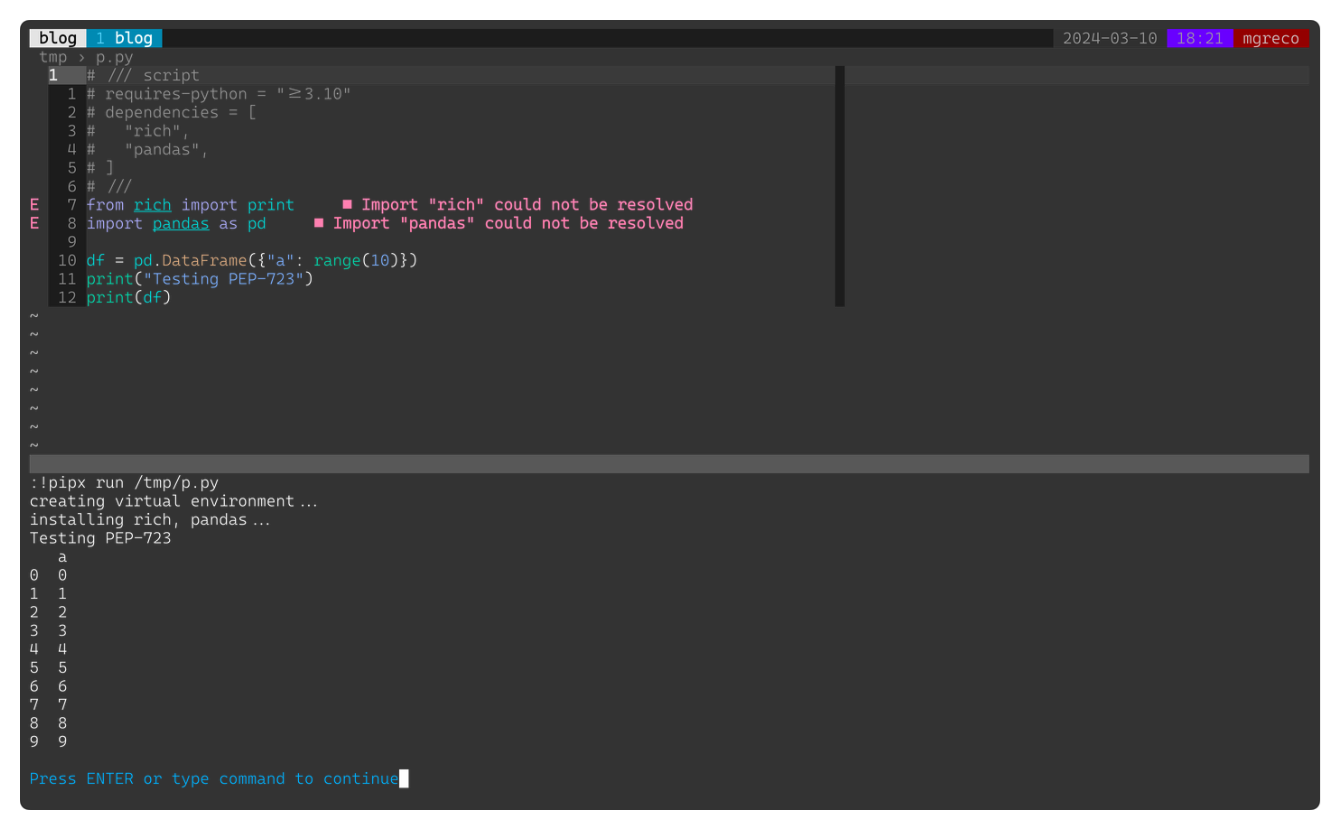 blog 1 blog 2024-03-10 18:21 mgreco
tmp › p.py
1 # /// script
1 # requires-python = "≥3.10"
2 # dependencies = [
3 #   "rich",
4 #   "pandas",
5 # ]
6 # ///
E 7 from rich import print ■ Import "rich" could not be resolved
E 8 import pandas as pd ■ Import "pandas" could not be resolved
9
10 df = pd.DataFrame({"a": range(10)})
11 print("Testing PEP-723")
12 print(df)
~
~
~
~
~
~
~
~
:!pipx run /tmp/p.py
creating virtual environment...
installing rich, pandas...
Testing PEP-723
   a
0  0
1  1
2  2
3  3
4  4
5  5
6  6
7  7
8  8
9  9
Press ENTER or type command to continue